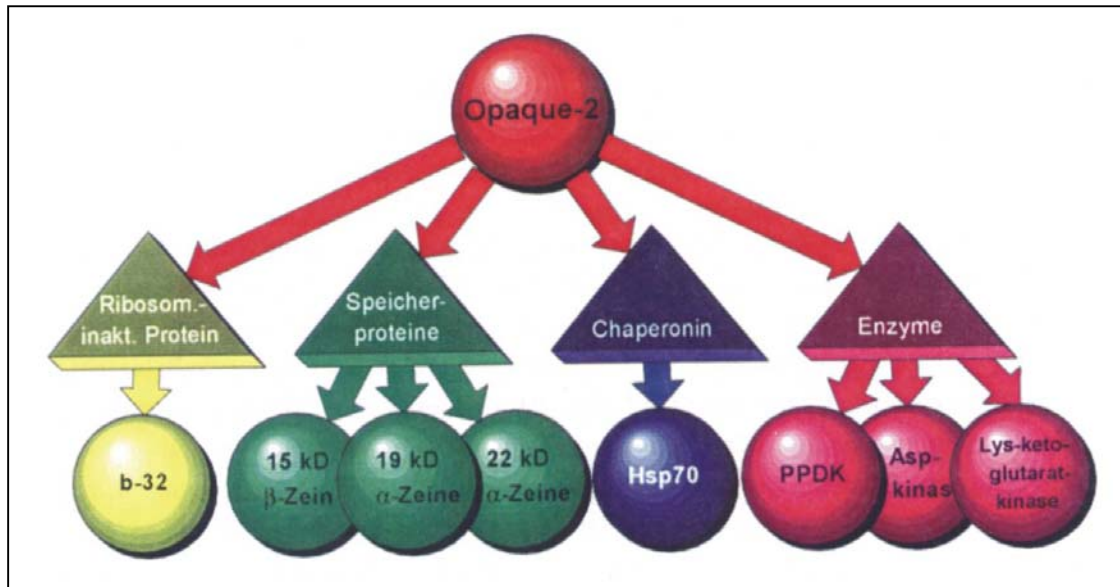 Opaque-2
Ribosom.-
inakt. Protein
Speicher-
proteine
Chaperonin
Enzyme
b-32
15 kD
β-Zein
19 kD
α-Zeine
22 kD
α-Zeine
Hsp70
PPDK
Asp-
kinas
Lys-keto-
glutarat-
kinase